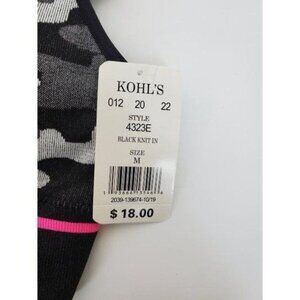 KOHL'S
012 20 22
STYLE
4323E
BLACK KNIT IN
SIZE
M
2039-139674-10/19
$ 18.00